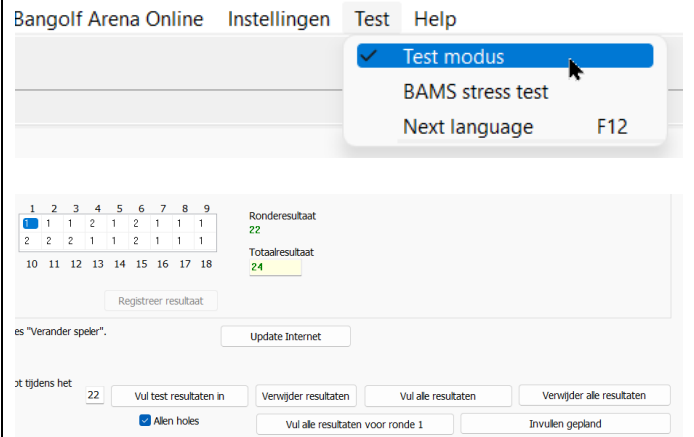 Bangolf Arena Online Instellingen Test Help
Test modus
BAMS stress test
Next language F12
1 2 3 4 5 6 7 8 9
1 1 1 2 1 2 1 1 1
2 2 2 1 1 2 1 1 1
10 11 12 13 14 15 16 17 18
Ronderesultaat
22
Totaalresultaat
24
Registreer resultaat
es "Verander speler".
Update Internet
ot tijdens het
22
Vul test resultaten in
Verwijder resultaten
Vul alle resultaten
Verwijder alle resultaten
Allen holes
Vul alle resultaten voor ronde 1
Invullen gepland